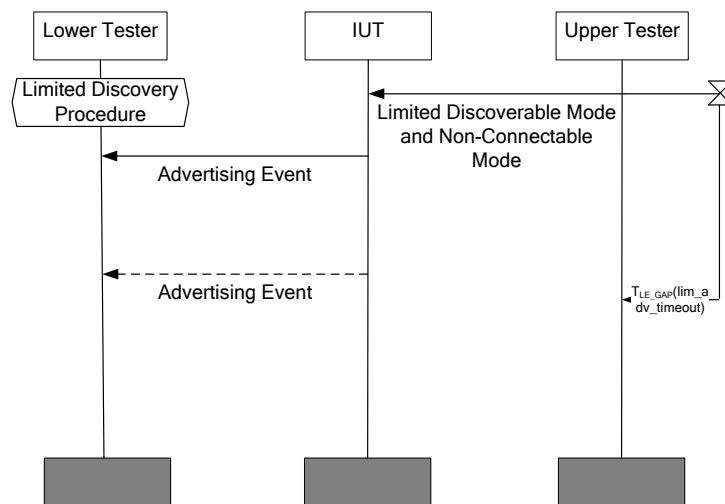 Lower Tester
IUT
Upper Tester
Limited Discovery
Procedure
Limited Discoverable Mode
and Non-Connectable
Mode
Advertising Event
Advertising Event
TLE_GAP(lim_a
dv_timeout)